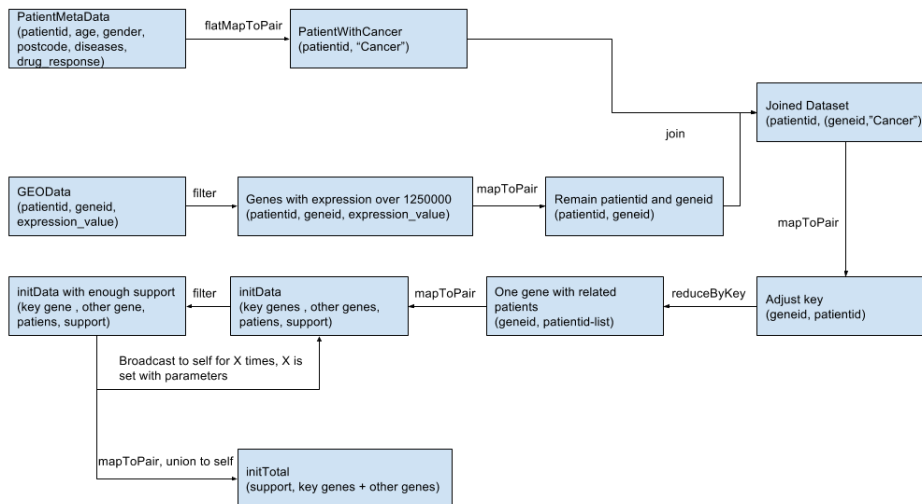 PatientMetaData
(patientid, age, gender,
postcode, diseases,
drug_response)
flatMapToPair
PatientWithCancer
(patientid, “Cancer”)
Joined Dataset
(patientid, (geneid,”Cancer”)
join
GEOData
(patientid, geneid,
expression_value)
filter
Genes with expression over 1250000
(patientid, geneid, expression_value)
mapToPair
Remain patientid and geneid
(patientid, geneid)
mapToPair
initData with enough support
(key gene , other gene,
patiens, support)
filter
initData
(key genes , other genes,
patiens, support)
mapToPair
One gene with related
patients
(geneid, patientid-list)
reduceByKey
Adjust key
(geneid, patientid)
Broadcast to self for X times, X is
set with parameters
mapToPair, union to self
initTotal
(support, key genes + other genes)